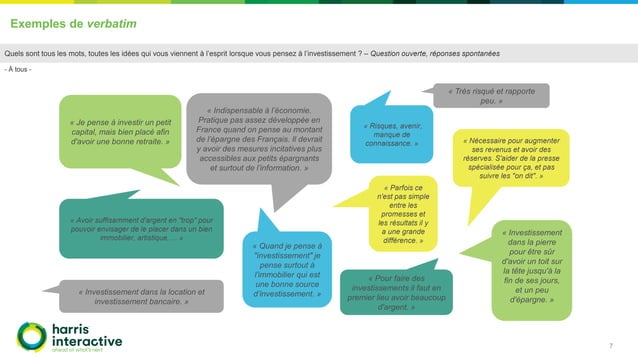 Exemples de verbatim
Quels sont tous les mots, toutes les idées qui vous viennent à l'esprit lorsque vous pensez à l'investissement ? – Question ouverte, réponses spontanées
- À tous -
« Je pense à investir un petit
capital, mais bien placé afin
d'avoir une bonne retraite. »
« Indispensable à l'économie.
Pratique pas assez développée en
France quand on pense au montant
de l'épargne des Français. Il devrait
y avoir des mesures incitatives plus
accessibles aux petits épargnants
et surtout de l'information. »
« Risques, avenir,
manque de
connaissance. »
« Très risqué et rapporte
peu. »
« Nécessaire pour augmenter
ses revenus et avoir des
réserves. S'aider de la presse
spécialisée pour ça, et pas
suivre les "on dit". »
« Avoir suffisamment d'argent en "trop" pour
pouvoir envisager de le placer dans un bien
immobilier, artistique,… »
« Parfois ce
n'est pas simple
entre les
promesses et
les résultats il y
a une grande
différence. »
« Quand je pense à
"investissement" je
pense surtout à
l'immobilier qui est
une bonne source
d'investissement. »
« Investissement
dans la pierre
pour être sûr
d'avoir un toit sur
la tête jusqu'à la
fin de ses jours,
et un peu
d'épargne. »
« Investissement dans la location et
investissement bancaire. »
« Pour faire des
investissements il faut en
premier lieu avoir beaucoup
d'argent. »
harris
interactive
ahead of what's next
7